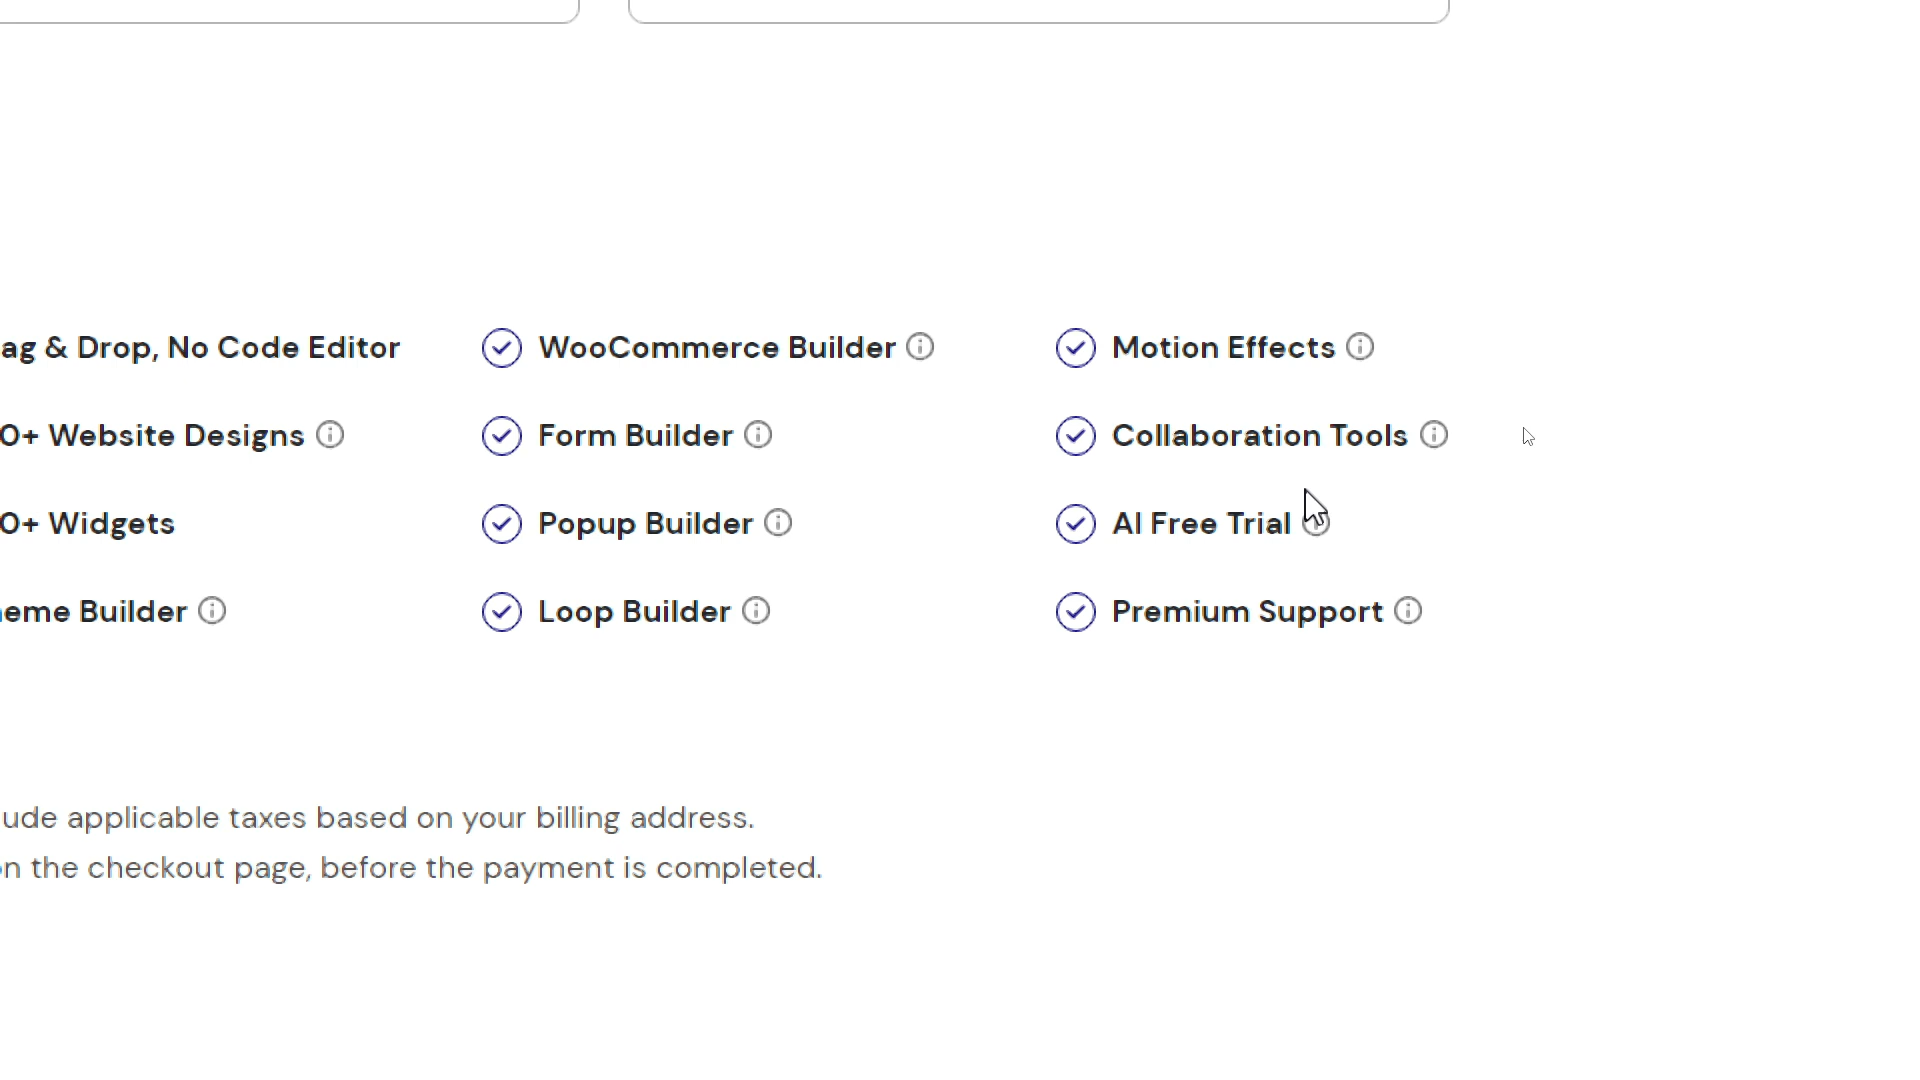 ag & Drop, No Code Editor
0+ Website Designs
0+ Widgets
eme Builder
WooCommerce Builder
Form Builder
Popup Builder
Loop Builder
Motion Effects
Collaboration Tools
AI Free Trial
Premium Support
ude applicable taxes based on your billing address.
on the checkout page, before the payment is completed.